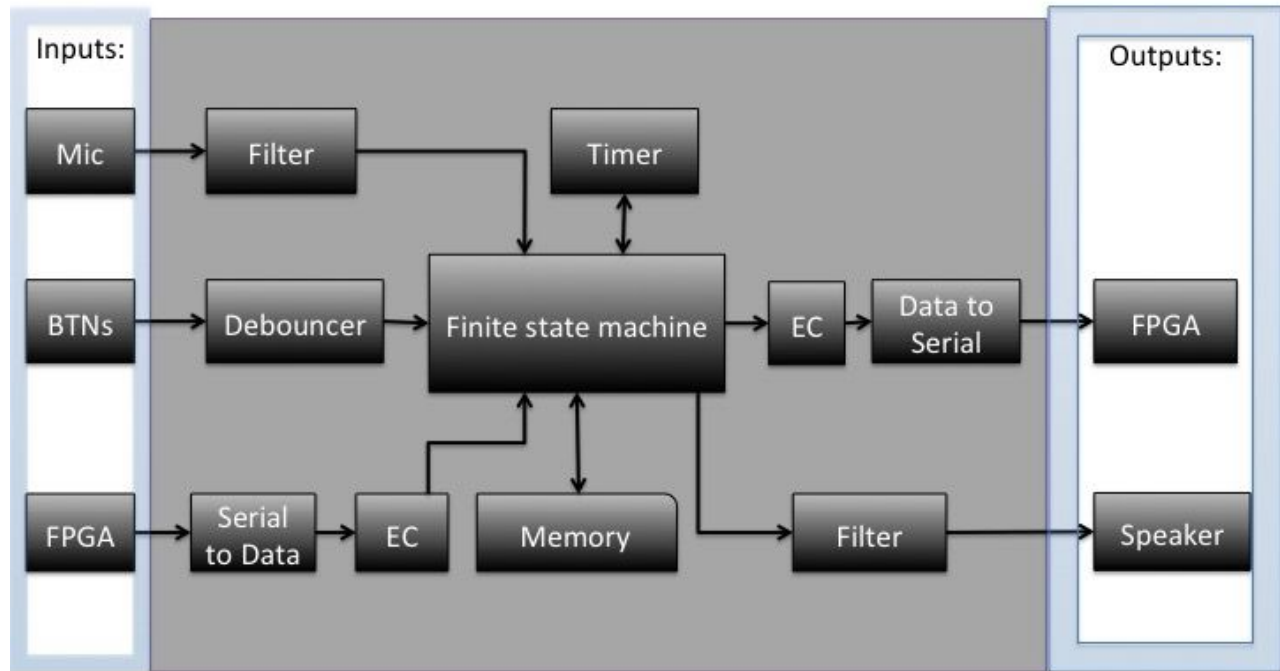 Inputs:
Outputs:
Mic
Filter
Timer
BTNs
Debouncer
Finite state machine
EC
Data to
Serial
FPGA
FPGA
Serial
to Data
EC
Memory
Filter
Speaker